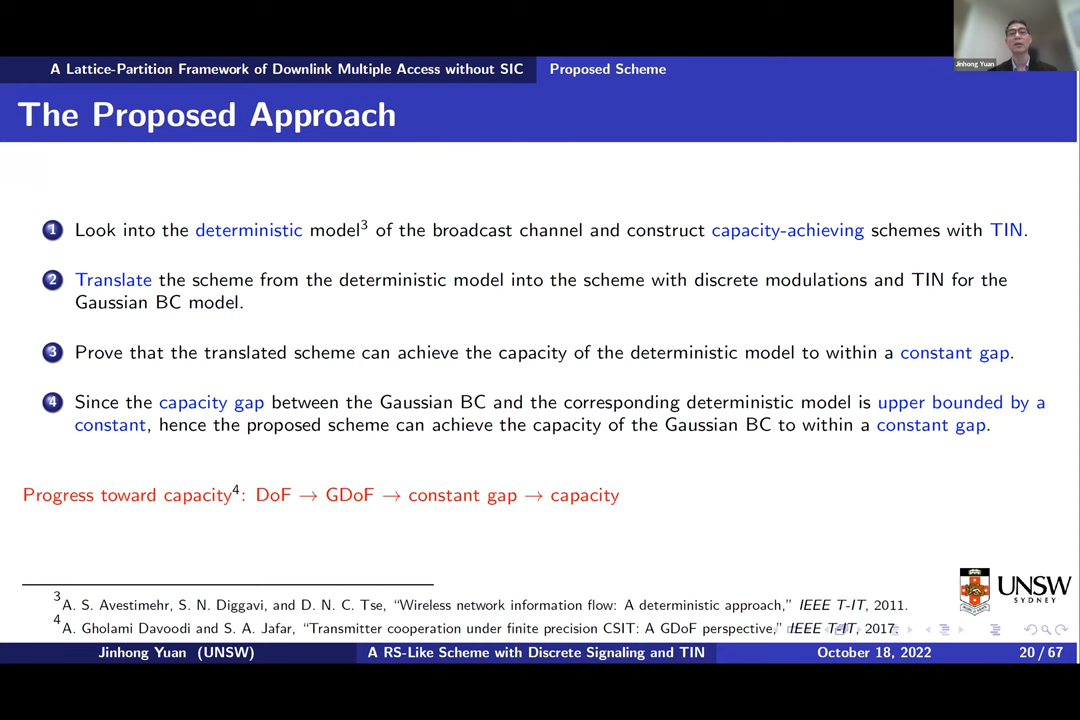 A Lattice-Partition Framework of Downlink Multiple Access without SIC
Proposed Scheme
Jinhong Yuan
The Proposed Approach
1 Look into the deterministic model3 of the broadcast channel and construct capacity-achieving schemes with TIN.
2 Translate the scheme from the deterministic model into the scheme with discrete modulations and TIN for the
Gaussian BC model.
3 Prove that the translated scheme can achieve the capacity of the deterministic model to within a constant gap.
4 Since the capacity gap between the Gaussian BC and the corresponding deterministic model is upper bounded by a
constant, hence the proposed scheme can achieve the capacity of the Gaussian BC to within a constant gap.
Progress toward capacity4: DoF → GDoF → constant gap → capacity
3 A. S. Avestimehr, S. N. Diggavi, and D. N. C. Tse, “Wireless network information flow: A deterministic approach,” IEEE T-IT, 2011.
4 A. Gholami Davoodi and S. A. Jafar, “Transmitter cooperation under finite precision CSIT: A GDoF perspective,” IEEE T-IT, 2017.
UNSW
SYDNEY
Jinhong Yuan (UNSW)
A RS-Like Scheme with Discrete Signaling and TIN
October 18, 2022
20 / 67